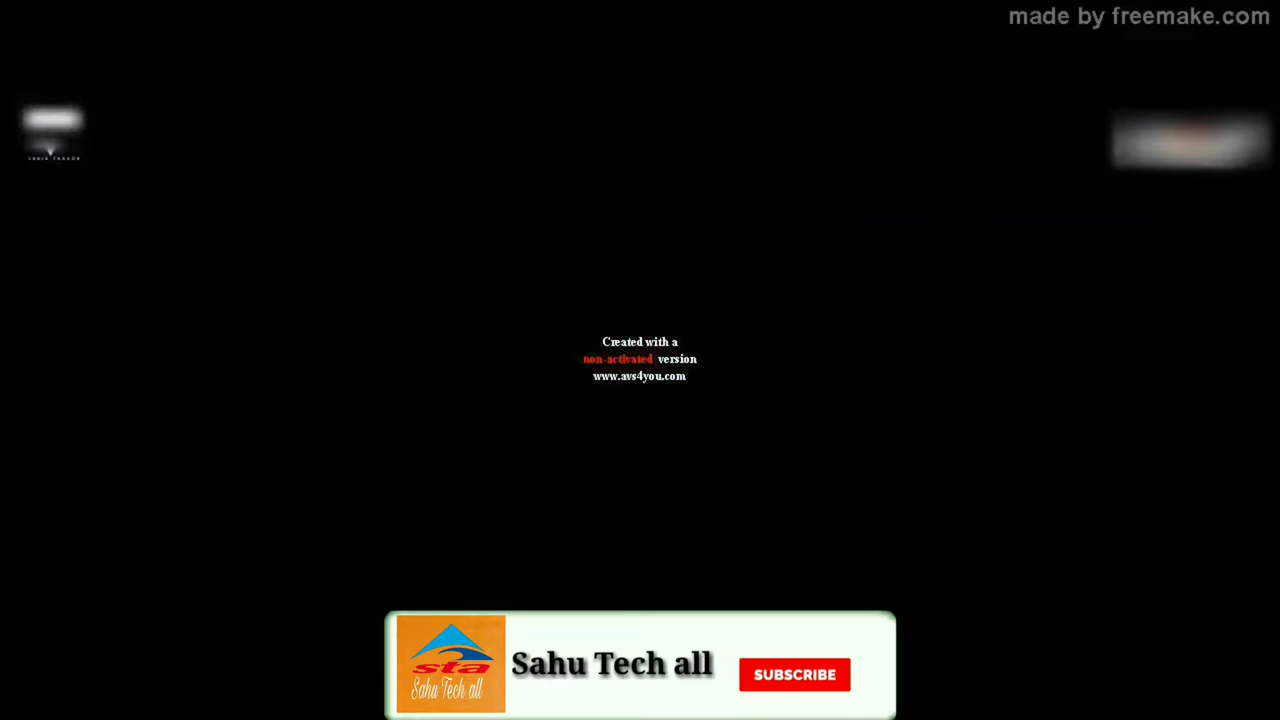 made by freemake.com
Created with a
non-activated version
www.avs4you.com
sta
Sahu Tech all
Sahu Tech all
SUBSCRIBE